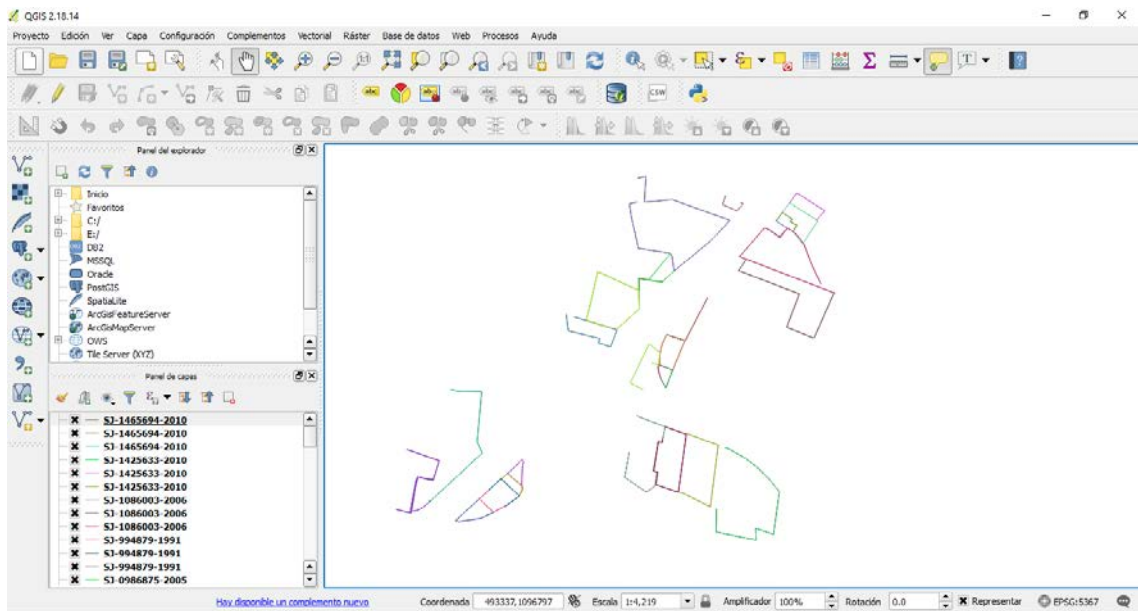 QGIS 2.18.14
Proyecto Edición Ver Capa Configuración Complementos Vectorial Ráster Base de datos Web Procesos Ayuda
Panel del explorador
Inicio
Favoritos
C:/
E:/
DB2
MSSQL
Oracle
PostGIS
SpatiaLite
ArcGisFeatureServer
ArcGisMapServer
OWS
Tile Server (XYZ)
Panel de capas
SJ-1465694-2010
SJ-1465694-2010
SJ-1465694-2010
SJ-1425633-2010
SJ-1425633-2010
SJ-1425633-2010
SJ-1086003-2006
SJ-1086003-2006
SJ-1086003-2006
SJ-994879-1991
SJ-994879-1991
SJ-994879-1991
SJ-0986875-2005
Hay disponible un complemento nuevo Coordenada 493337,1096797 Escala 1:4,219 Amplificador 100% Rotación 0.0 Representar EPSG:5367